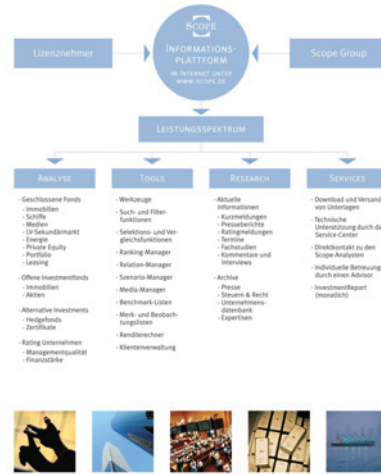 SCOPE
Lizenznehmer
INFORMATIONS-
PLATTFORM
IM INTERNET UNTER
WWW.SCOPE.DE
Scope Group
LEISTUNGSSPEKTRUM
ANALYSE
- Geschlossene Fonds
- Immobilien
- Schiffe
- Medien
- LV-Sekundärmarkt
- Energie
- Private Equity
- Portfolio
- Leasing
- Offene Investmentfonds
- Immobilien
- Aktien
- Alternative Investments
- Hedgefonds
- Zertifikate
- Rating Unternehmen
- Managementqualität
- Finanzstärke
TOOLS
- Werkzeuge
- Such- und Filter-
funktionen
- Selektions- und Ver-
gleichsfunktionen
- Ranking-Manager
- Relation-Manager
- Szenario-Manager
- Media-Manager
- Benchmark-Listen
- Merk- und Beobach-
tungslisten
- Renditerechner
- Klientenverwaltung
RESEARCH
- Aktuelle
Informationen
- Kurzmeldungen
- Presseberichte
- Ratingmeldungen
- Termine
- Fachstudien
- Kommentare und
Interviews
- Archive
- Presse
- Steuern & Recht
- Unternehmens-
datenbank
- Expertisen
SERVICES
- Download und Versand
von Unterlagen
- Technische
Unterstützung durch das
Service-Center
- Direktkontakt zu den
Scope-Analysten
- Individuelle Betreuung
durch einen Advisor
- InvestmentReport
(monatlich)